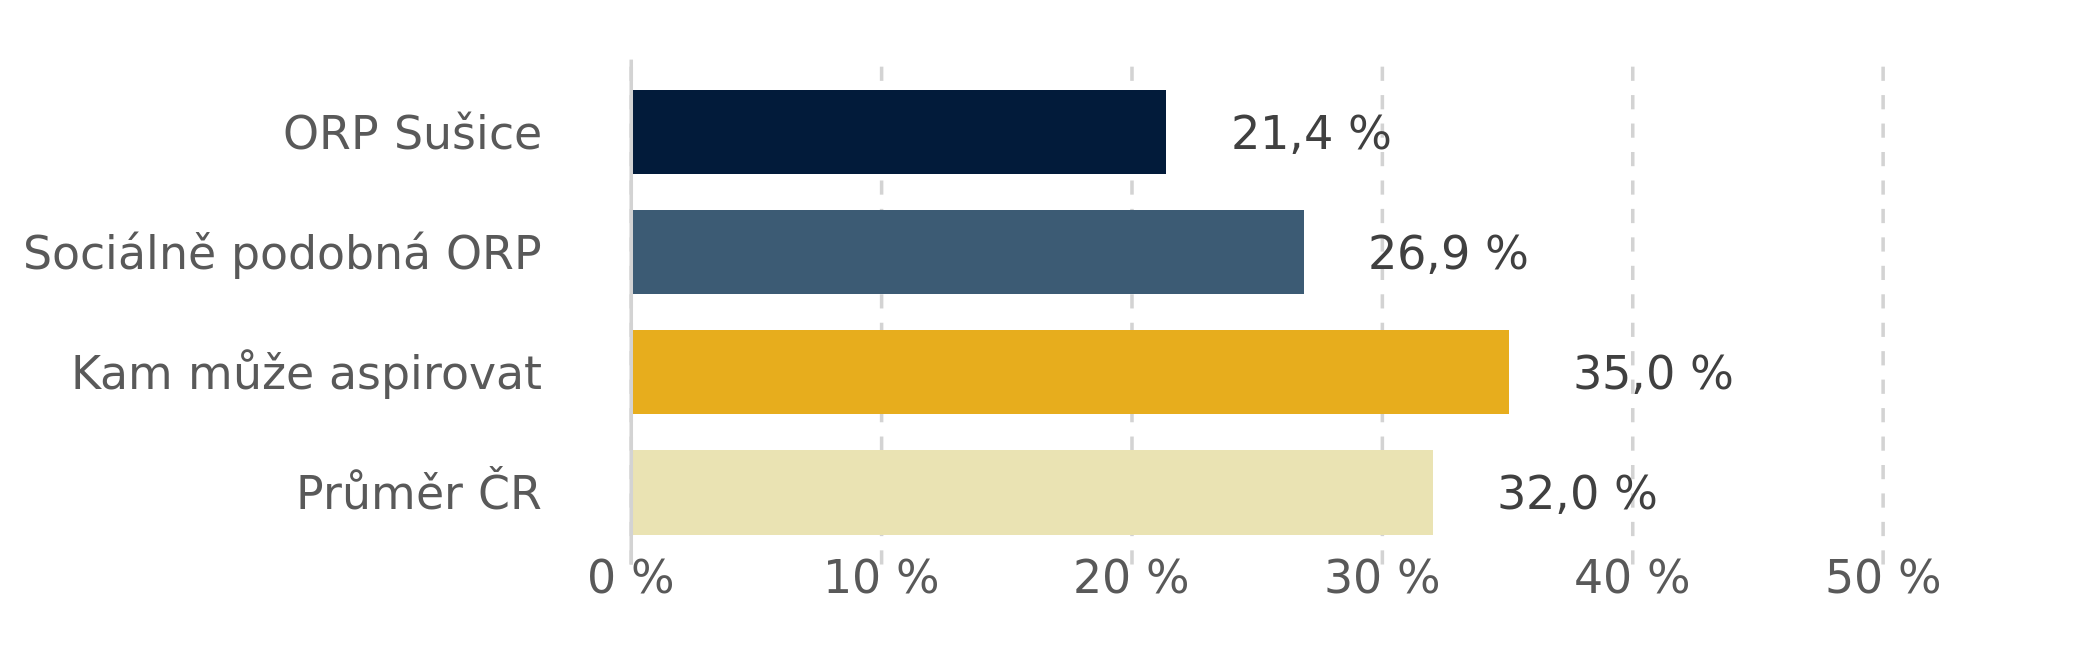 ORP Sušice 21,4 %
Sociálně podobná ORP 26,9 %
Kam může aspirovat 35,0 %
Průměr ČR 32,0 %
0 % 10 % 20 % 30 % 40 % 50 %